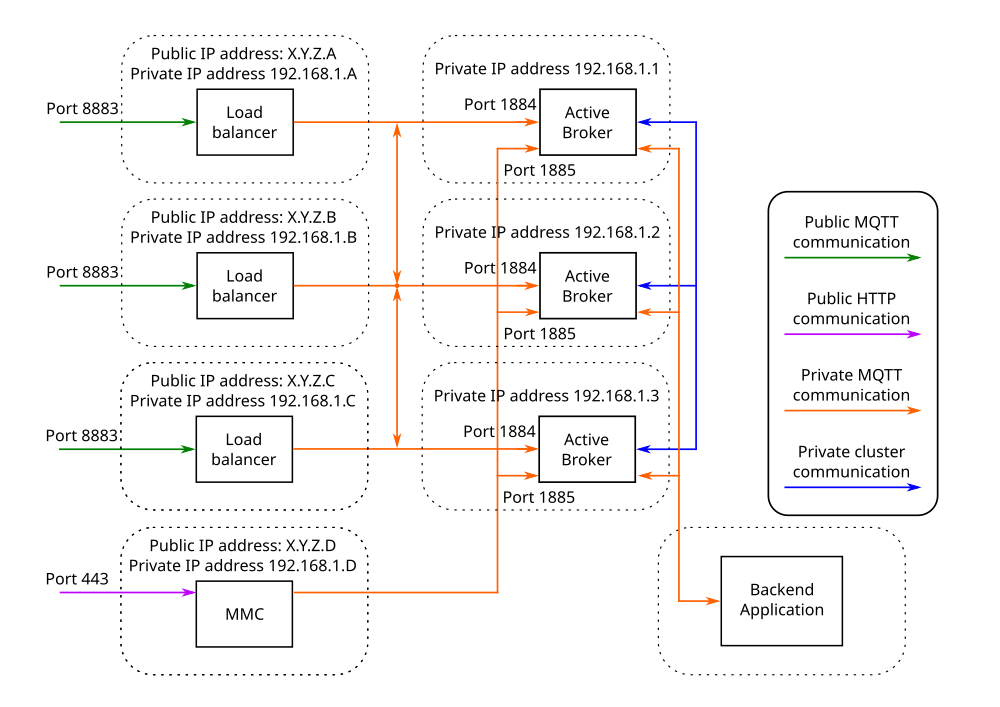 Public IP address: X.Y.Z.A
Private IP address 192.168.1.A
Port 8883
Load
balancer
Private IP address 192.168.1.1
Port 1884
Active
Broker
Port 1885
Public IP address: X.Y.Z.B
Private IP address 192.168.1.B
Port 8883
Load
balancer
Private IP address 192.168.1.2
Port 1884
Active
Broker
Port 1885
Public IP address: X.Y.Z.C
Private IP address 192.168.1.C
Port 8883
Load
balancer
Private IP address 192.168.1.3
Port 1884
Active
Broker
Port 1885
Public IP address: X.Y.Z.D
Private IP address 192.168.1.D
Port 443
MMC
Backend
Application
Public MQTT
communication
Public HTTP
communication
Private MQTT
communication
Private cluster
communication